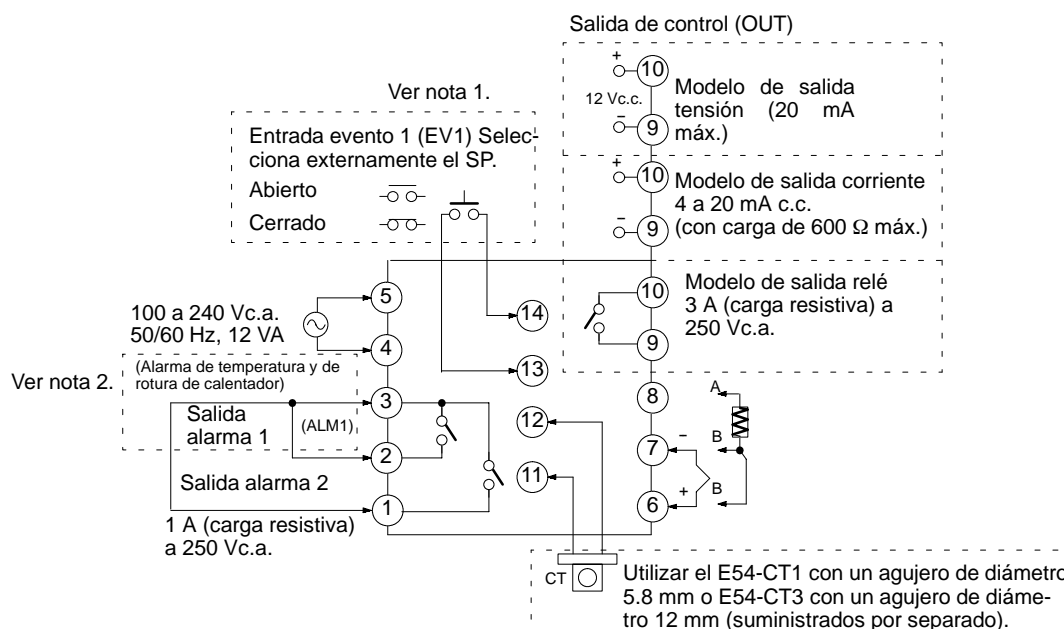 Salida de control (OUT)
+
10
12 Vc.c.
−
9
Modelo de salida
tensión (20 mA
máx.)
Ver nota 1.
Entrada evento 1 (EV1) Selec-
ciona externamente el SP.
Abierto
Cerrado
+
10
−
9
Modelo de salida corriente
4 a 20 mA c.c.
(con carga de 600 Ω máx.)
10
9
Modelo de salida relé
3 A (carga resistiva) a
250 Vc.a.
100 a 240 Vc.a.
50/60 Hz, 12 VA
5
4
14
13
Ver nota 2.
(Alarma de temperatura y de
rotura de calentador)
Salida
alarma 1
(ALM1)
3
2
12
11
8
7
−
6
+
A
B
B
Salida alarma 2
1
1 A (carga resistiva)
a 250 Vc.a.
CT
Utilizar el E54-CT1 con un agujero de diámetro
5.8 mm o E54-CT3 con un agujero de diáme-
tro 12 mm (suministrados por separado).